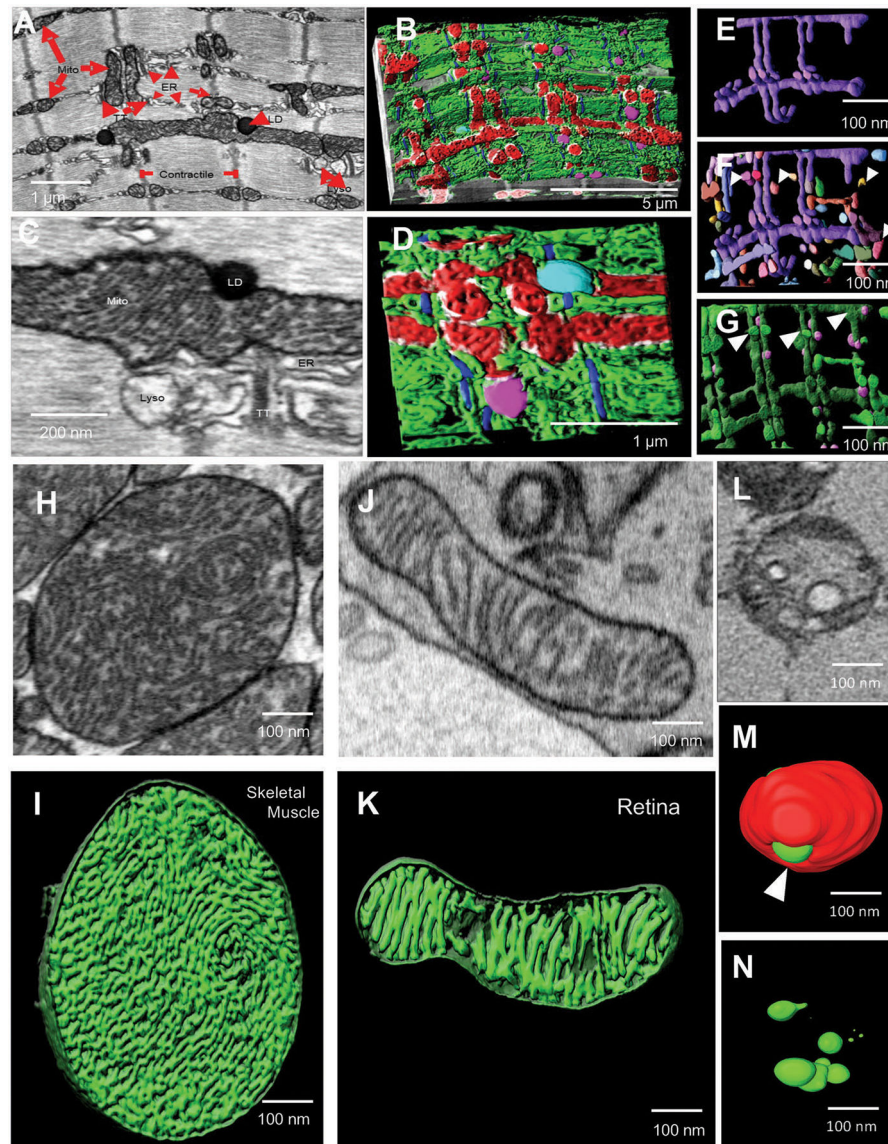 A
Mito
ER
TT
LD
Lyso
Contractile
1 µm
B
5 µm
E
100 nm
F
100 nm
C
LD
Mito
ER
Lyso
TT
200 nm
D
1 µm
G
100 nm
H
100 nm
J
100 nm
L
100 nm
M
100 nm
I
Skeletal
Muscle
100 nm
K
Retina
100 nm
N
100 nm